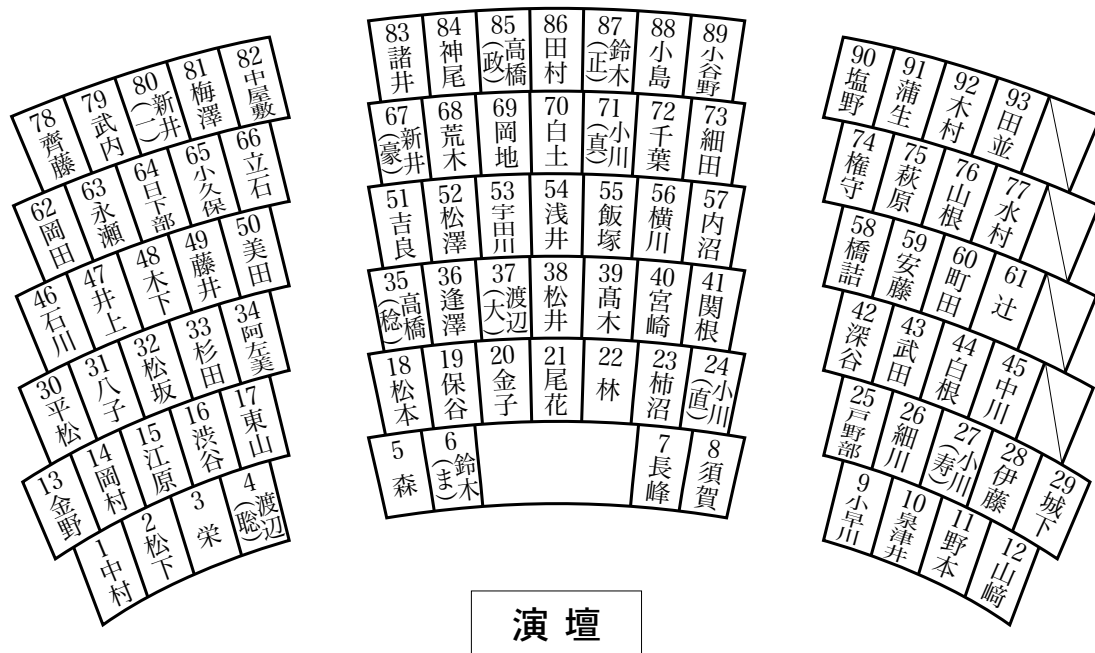 82 中屋敷
81 梅澤
80 新井(一)
79 武内
78 齊藤
83 諸井
84 神尾
85 高橋(政)
86 田村
87 鈴木(正)
88 小島
89 小谷野
90 塩野
91 蒲生
92 木村
93 田並
66 立石
65 小久保
64 日下部
63 永瀬
62 岡田
67 新井(豪)
68 荒木
69 岡地
70 白土
71 小川(真)
72 千葉
73 細田
74 権守
75 萩原
76 山根
77 水村
50 美田
49 藤井
48 木下
47 井上
46 石川
51 吉良
52 松澤
53 宇田川
54 浅井
55 飯塚
56 横川
57 内沼
58 橋詰
59 安藤
60 町田
61 辻
34 阿左美
33 杉田
32 松坂
31 八子
30 平松
35 高橋(稔)
36 逢澤
37 渡辺(大)
38 松井
39 髙木
40 宮崎
41 関根
42 深谷
43 武田
44 白根
45 中川
17 東山
16 渋谷
15 江原
14 岡村
13 金野
18 松本
19 保谷
20 金子
21 尾花
22 林
23 柿沼
24 小川(直)
25 戸野部
26 細川
27 小川(寿)
28 伊藤
29 城下
4 渡辺(聡)
3 栄
2 松下
1 中村
5 森
6 鈴木(ま)
7 長峰
8 須賀
9 小早川
10 泉津井
11 野本
12 山﨑
演壇